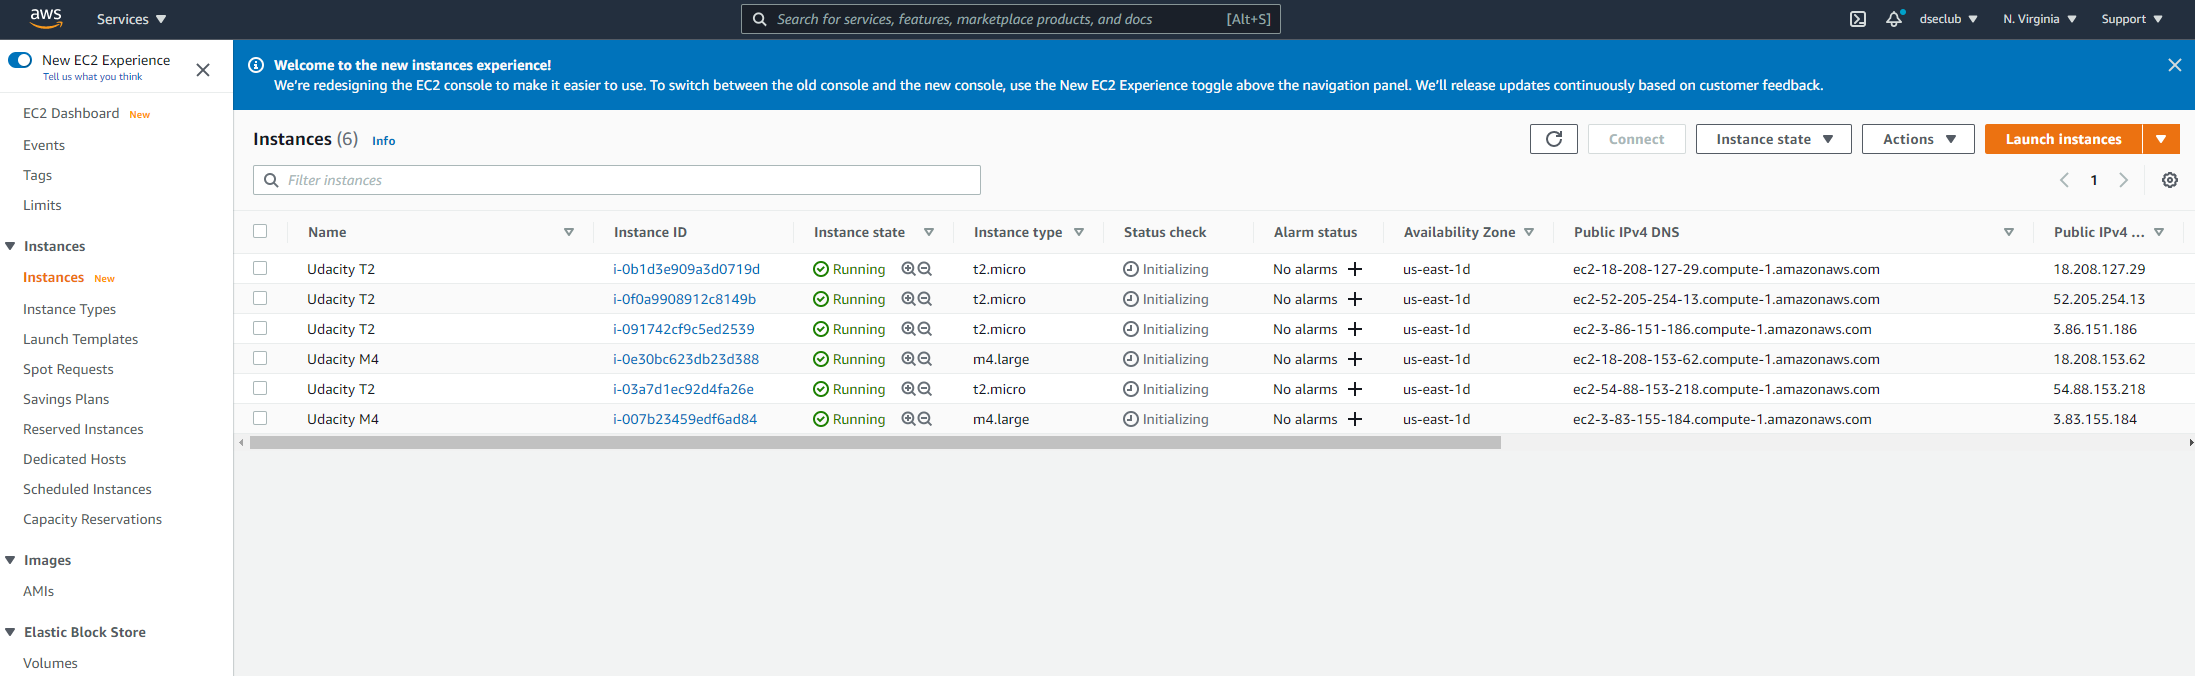 aws Services Search for services, features, marketplace products, and docs [Alt+S] dseclub N. Virginia Support
New EC2 Experience
Tell us what you think
EC2 Dashboard New
Events
Tags
Limits
Instances
Instances New
Instance Types
Launch Templates
Spot Requests
Savings Plans
Reserved Instances
Dedicated Hosts
Scheduled Instances
Capacity Reservations
Images
AMIs
Elastic Block Store
Volumes
Welcome to the new instances experience!
We're redesigning the EC2 console to make it easier to use. To switch between the old console and the new console, use the New EC2 Experience toggle above the navigation panel. We'll release updates continuously based on customer feedback.
Instances (6) Info Connect Instance state Actions Launch instances
Filter instances 1
Name Instance ID Instance state Instance type Status check Alarm status Availability Zone Public IPv4 DNS Public IPv4 ...
Udacity T2 i-0b1d3e909a3d0719d Running t2.micro Initializing No alarms us-east-1d ec2-18-208-127-29.compute-1.amazonaws.com 18.208.127.29
Udacity T2 i-0f0a9908912c8149b Running t2.micro Initializing No alarms us-east-1d ec2-52-205-254-13.compute-1.amazonaws.com 52.205.254.13
Udacity T2 i-091742cf9c5ed2539 Running t2.micro Initializing No alarms us-east-1d ec2-3-86-151-186.compute-1.amazonaws.com 3.86.151.186
Udacity M4 i-0e30bc623db23d388 Running m4.large Initializing No alarms us-east-1d ec2-18-208-153-62.compute-1.amazonaws.com 18.208.153.62
Udacity T2 i-03a7d1ec92d4fa26e Running t2.micro Initializing No alarms us-east-1d ec2-54-88-153-218.compute-1.amazonaws.com 54.88.153.218
Udacity M4 i-007b23459edf6ad84 Running m4.large Initializing No alarms us-east-1d ec2-3-83-155-184.compute-1.amazonaws.com 3.83.155.184